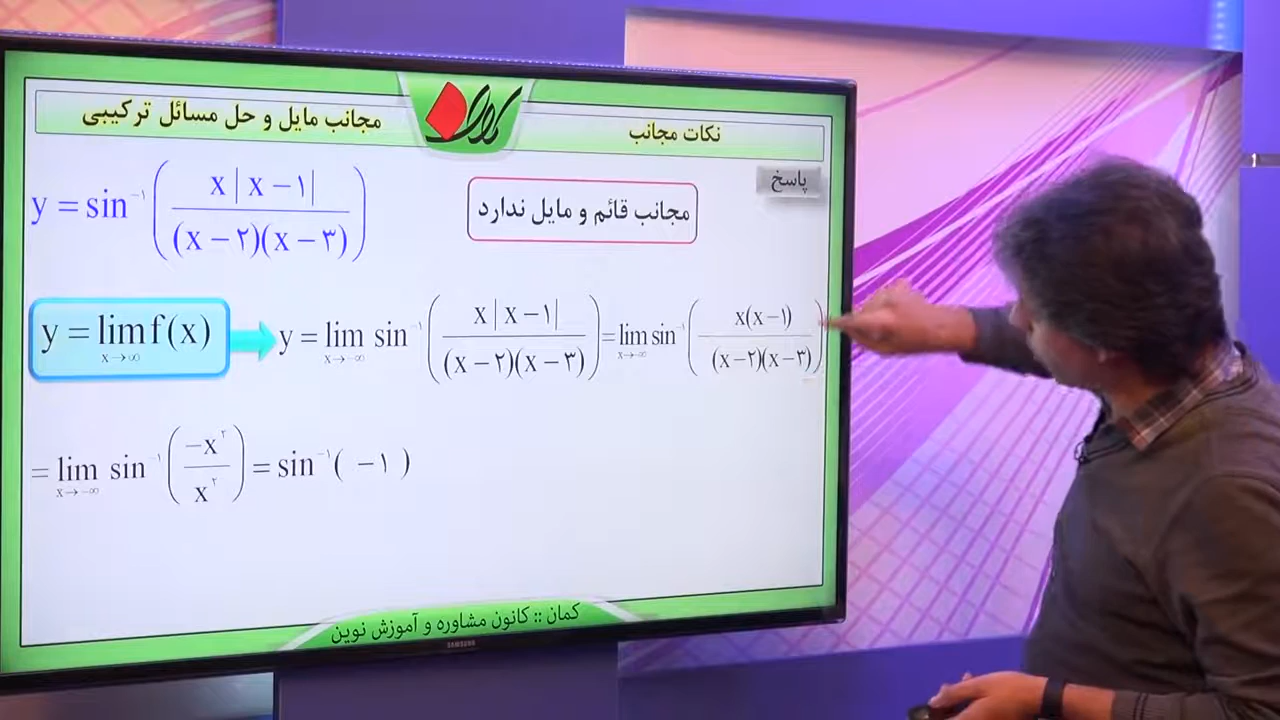 نکات مجانب
مجانب مایل و حل مسائل ترکیبی
پاسخ
مجانب قائم و مایل ندارد
y = sin⁻¹ ( x | x − ۱ | / (x − ۲)(x − ۳) )
y = lim f(x) x→∞
y = lim x→−∞ sin⁻¹ ( x | x − ۱ | / (x − ۲)(x − ۳) ) = lim x→−∞ sin⁻¹ ( x(x − ۱) / (x − ۲)(x − ۳) )
= lim x→−∞ sin⁻¹ ( −x² / x² ) = sin⁻¹ ( −۱ )
کمان :: کانون مشاوره و آموزش نوین
SAMSUNG